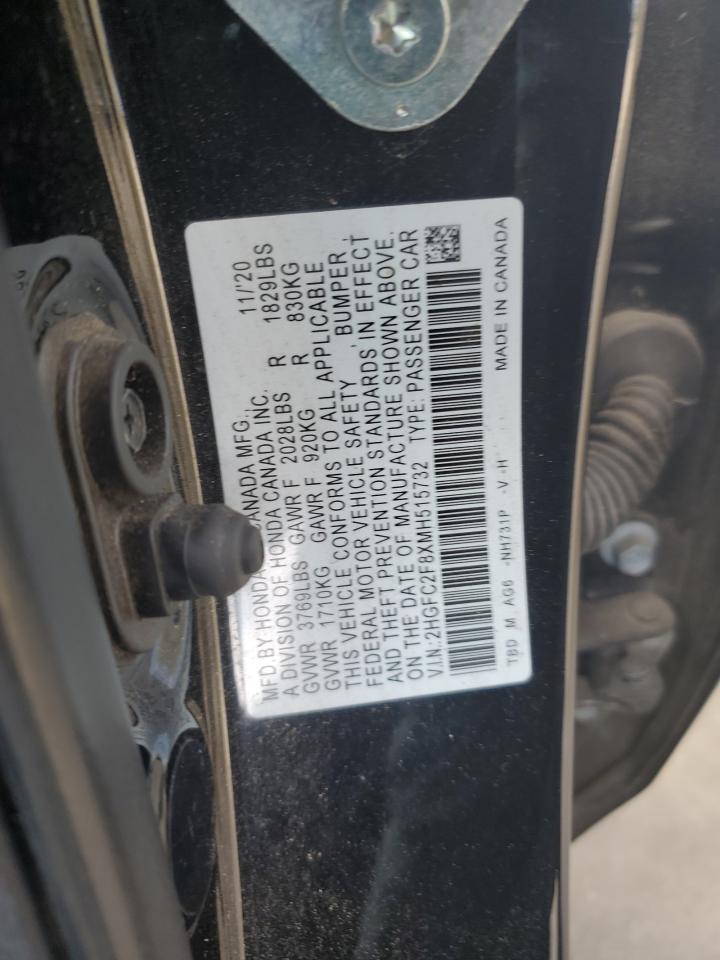 MFD.BY HONDA CANADA MFG.; 11/'20
A DIVISION OF HONDA CANADA INC.
GVWR 3769LBS GAWR F 2028LBS R 1829LBS
GVWR 1710KG GAWR F 920KG R 830KG
THIS VEHICLE CONFORMS TO ALL APPLICABLE
FEDERAL MOTOR VEHICLE SAFETY , BUMPER ,
AND THEFT PREVENTION STANDARDS IN EFFECT
ON THE DATE OF MANUFACTURE SHOWN ABOVE.
V.I.N.:2HGFC2F8XMH515732 TYPE: PASSENGER CAR
TBD M AG6 -NH731P -V -H MADE IN CANADA